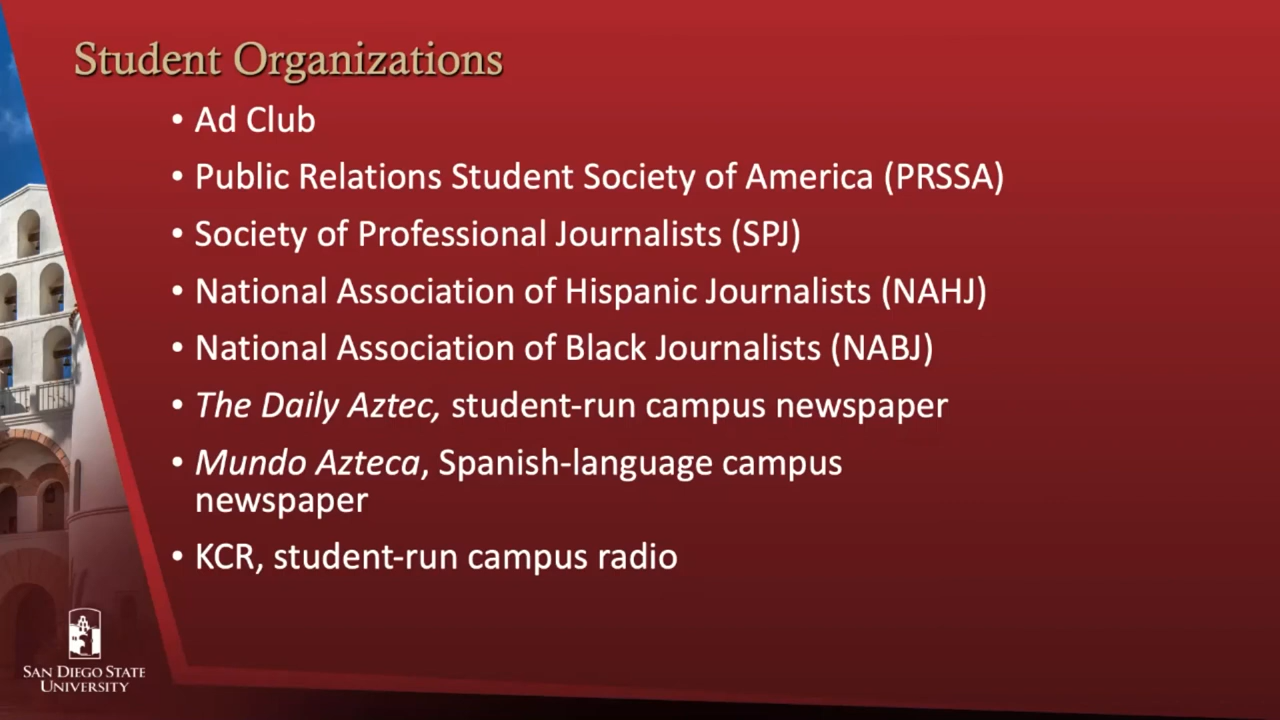 Student Organizations
• Ad Club
• Public Relations Student Society of America (PRSSA)
• Society of Professional Journalists (SPJ)
• National Association of Hispanic Journalists (NAHJ)
• National Association of Black Journalists (NABJ)
• The Daily Aztec, student-run campus newspaper
• Mundo Azteca, Spanish-language campus
newspaper
• KCR, student-run campus radio
SAN DIEGO STATE
UNIVERSITY